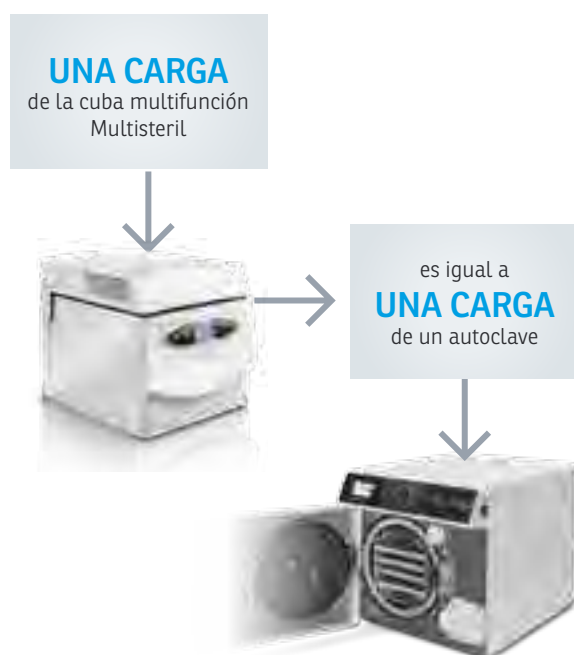 UNA CARGA
de la cuba multifunción
Multisteril
es igual a
UNA CARGA
de un autoclave